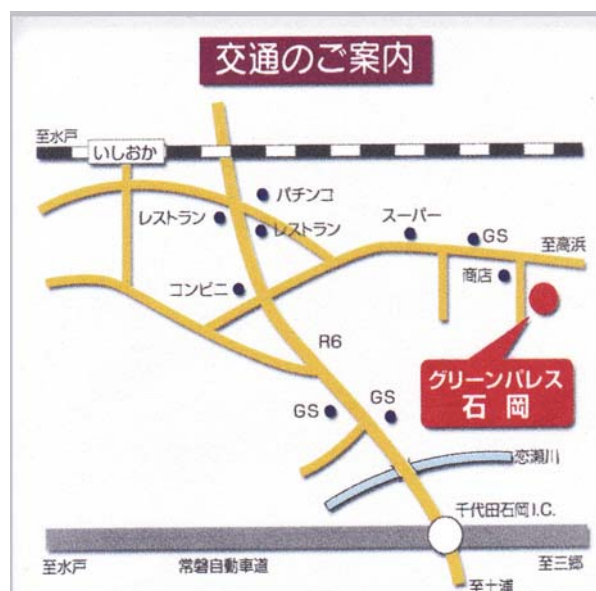 交通のご案内
至水戸
いしおか
パチンコ
レストラン
レストラン
スーパー
GS
至高浜
コンビニ
商店
R6
グリーンパレス
石岡
GS
GS
恋瀬川
千代田石岡I.C.
至水戸
常磐自動車道
至三郷
至土浦